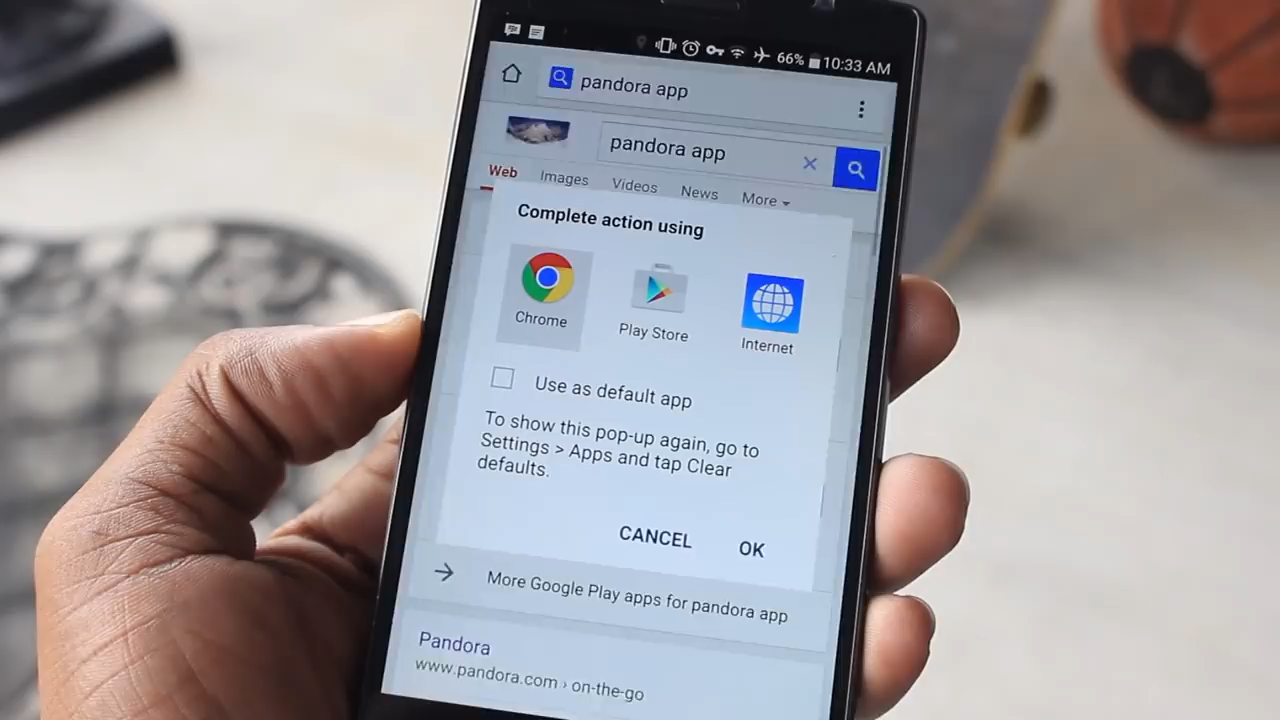 66% 10:33 AM
pandora app
pandora app
Web Images Videos News More
Complete action using
Chrome Play Store Internet
Use as default app
To show this pop-up again, go to
Settings > Apps and tap Clear
defaults.
CANCEL OK
More Google Play apps for pandora app
Pandora
www.pandora.com › on-the-go